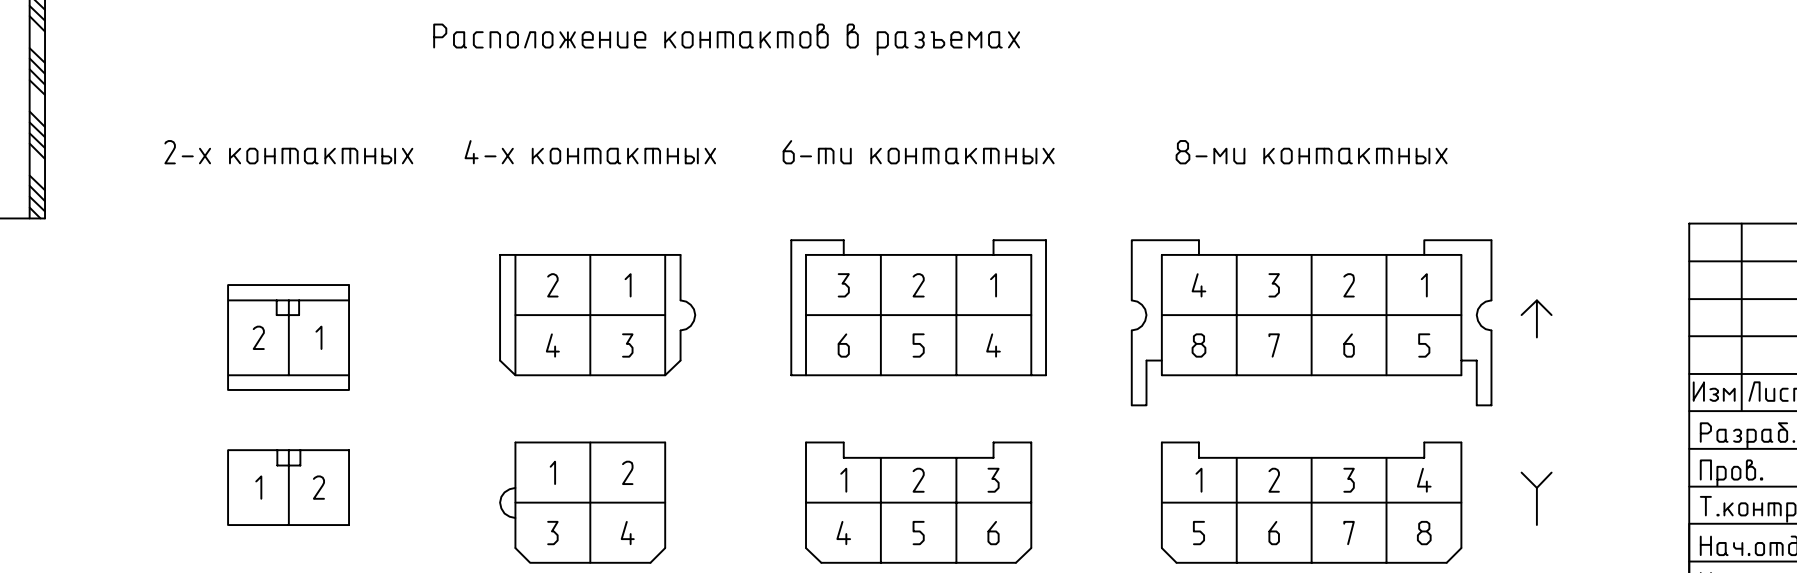 Расположение контактов в разъемах
2-х контактных 4-х контактных 6-ти контактных 8-ми контактных
2 1 2 1 3 2 1 4 3 2 1
4 3 6 5 4 8 7 6 5
1 2 1 2 1 2 3 1 2 3 4
3 4 4 5 6 5 6 7 8
Изм Лист
Разраб.
Пров.
Т.контр
Нач.отд